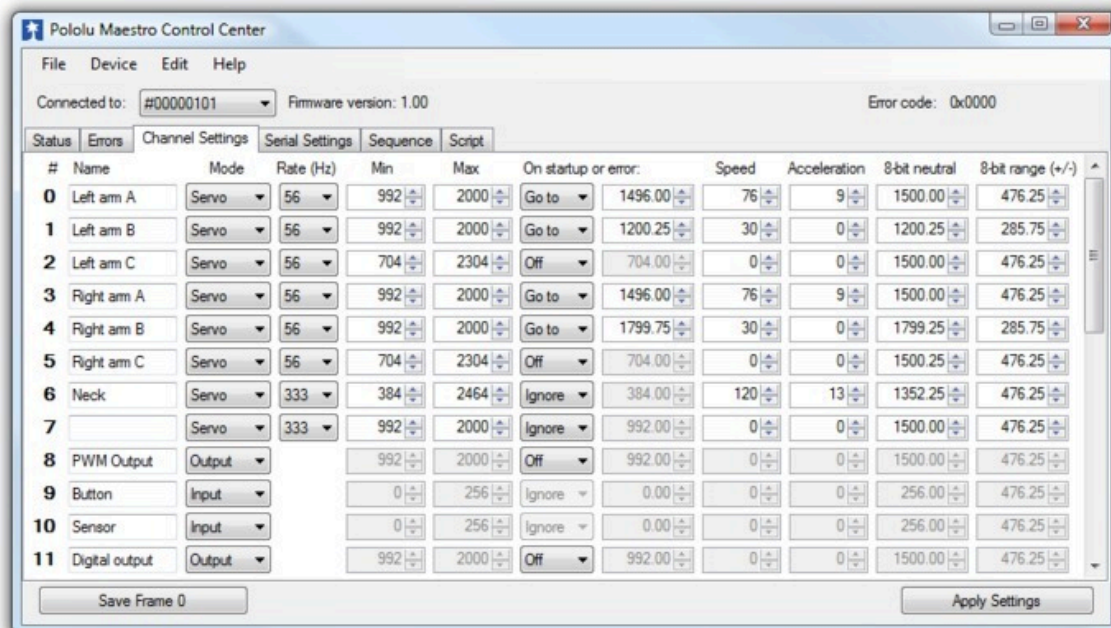 Pololu Maestro Control Center
File Device Edit Help
Connected to: #00000101 Firmware version: 1.00 Error code: 0x0000
Status Errors Channel Settings Serial Settings Sequence Script
# Name Mode Rate (Hz) Min Max On startup or error: Speed Acceleration 8-bit neutral 8-bit range (+/-)
0 Left arm A Servo 56 992 2000 Go to 1496.00 76 9 1500.00 476.25
1 Left arm B Servo 56 992 2000 Go to 1200.25 30 0 1200.25 285.75
2 Left arm C Servo 56 704 2304 Off 704.00 0 0 1500.00 476.25
3 Right arm A Servo 56 992 2000 Go to 1496.00 76 9 1500.00 476.25
4 Right arm B Servo 56 992 2000 Go to 1799.75 30 0 1799.25 285.75
5 Right arm C Servo 56 704 2304 Off 704.00 0 0 1500.25 476.25
6 Neck Servo 333 384 2464 Ignore 384.00 120 13 1352.25 476.25
7 Servo 333 992 2000 Ignore 992.00 0 0 1500.00 476.25
8 PWM Output Output 992 2000 Off 992.00 0 0 1500.00 476.25
9 Button Input 0 256 Ignore 0.00 0 0 256.00 476.25
10 Sensor Input 0 256 Ignore 0.00 0 0 256.00 476.25
11 Digital output Output 992 2000 Off 992.00 0 0 1500.00 476.25
Save Frame 0 Apply Settings